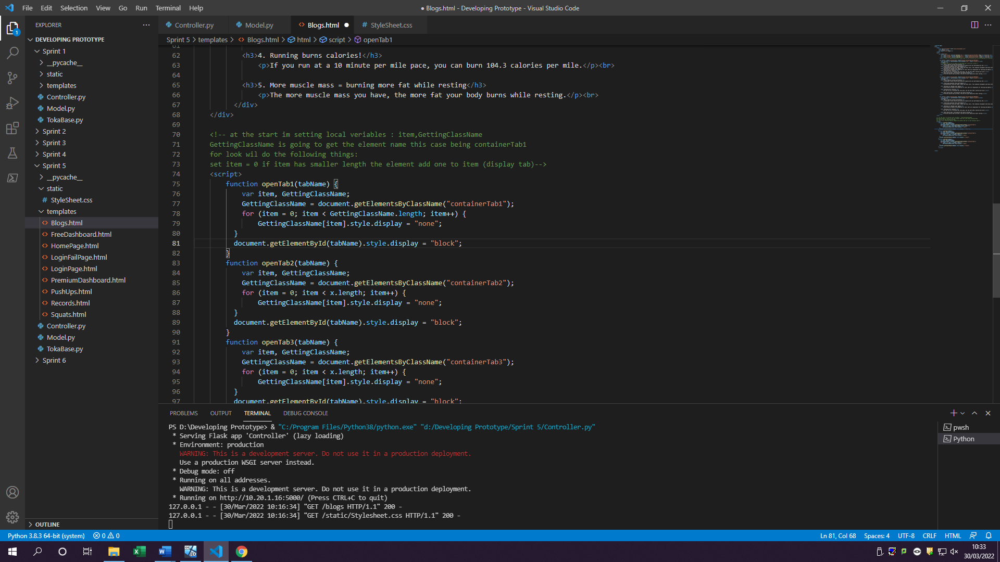 File Edit Selection View Go Run Terminal Help
● Blogs.html - Developing Prototype - Visual Studio Code
EXPLORER
Controller.py
Model.py
Blogs.html
# StyleSheet.css
DEVELOPING PROTOTYPE
Sprint 5 > templates > Blogs.html > html > script > openTab1
Sprint 1
__pycache__
static
templates
Controller.py
Model.py
TokaBase.py
Sprint 2
Sprint 3
Sprint 4
Sprint 5
__pycache__
static
# StyleSheet.css
templates
Blogs.html
FreeDashboard.html
HomePage.html
LoginFailPage.html
LoginPage.html
PremiumDashboard.html
PushUps.html
Records.html
Squats.html
Controller.py
Model.py
TokaBase.py
Sprint 6
OUTLINE
61
62 <h3>4. Running burns calories!</h3>
63 <p>If you run at a 10 minute per mile pace, you can burn 104.3 calories per mile.</p><br>
64
65 <h3>5. More muscle mass = burning more fat while resting</h3>
66 <p>The more muscle mass you have, the more fat your body burns while resting.</p><br>
67 </div>
68 </div>
69
70 <!-- at the start im setting local veriables : item,GettingClassName
71 GettingClassName is going to get the element name this case being containerTab1
72 for look wil do the following things:
73 set item = 0 if item has smaller length the element add one to item (display tab)-->
74 <script>
75 function openTab1(tabName) {
76 var item, GettingClassName;
77 GettingClassName = document.getElementsByClassName("containerTab1");
78 for (item = 0; item < GettingClassName.length; item++) {
79 GettingClassName[item].style.display = "none";
80 }
81 document.getElementById(tabName).style.display = "block";
82 }
83 function openTab2(tabName) {
84 var item, GettingClassName;
85 GettingClassName = document.getElementsByClassName("containerTab2");
86 for (item = 0; item < x.length; item++) {
87 GettingClassName[item].style.display = "none";
88 }
89 document.getElementById(tabName).style.display = "block";
90 }
91 function openTab3(tabName) {
92 var item, GettingClassName;
93 GettingClassName = document.getElementsByClassName("containerTab3");
94 for (item = 0; item < x.length; item++) {
95 GettingClassName[item].style.display = "none";
96 }
97 document.getElementById(tabName).style.display = "block";
PROBLEMS OUTPUT TERMINAL DEBUG CONSOLE
PS D:\Developing Prototype> & "C:/Program Files/Python38/python.exe" "d:/Developing Prototype/Sprint 5/Controller.py"
* Serving Flask app 'Controller' (lazy loading)
* Environment: production
WARNING: This is a development server. Do not use it in a production deployment.
Use a production WSGI server instead.
* Debug mode: off
* Running on all addresses.
WARNING: This is a development server. Do not use it in a production deployment.
* Running on http://10.20.1.16:5000/ (Press CTRL+C to quit)
127.0.0.1 - - [30/Mar/2022 10:16:34] "GET /blogs HTTP/1.1" 200 -
127.0.0.1 - - [30/Mar/2022 10:16:34] "GET /static/Stylesheet.css HTTP/1.1" 200 -
pwsh
Python
Python 3.8.3 64-bit (system) 0 0
Ln 81, Col 68 Spaces: 4 UTF-8 CRLF HTML
10:33
30/03/2022